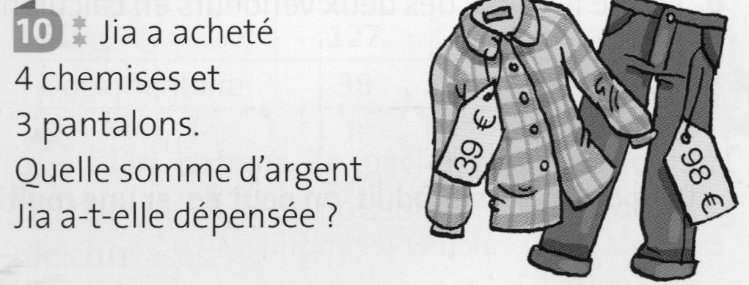 10 Jia a acheté
4 chemises et
3 pantalons.
Quelle somme d'argent
Jia a-t-elle dépensée ?
39 €
98 €